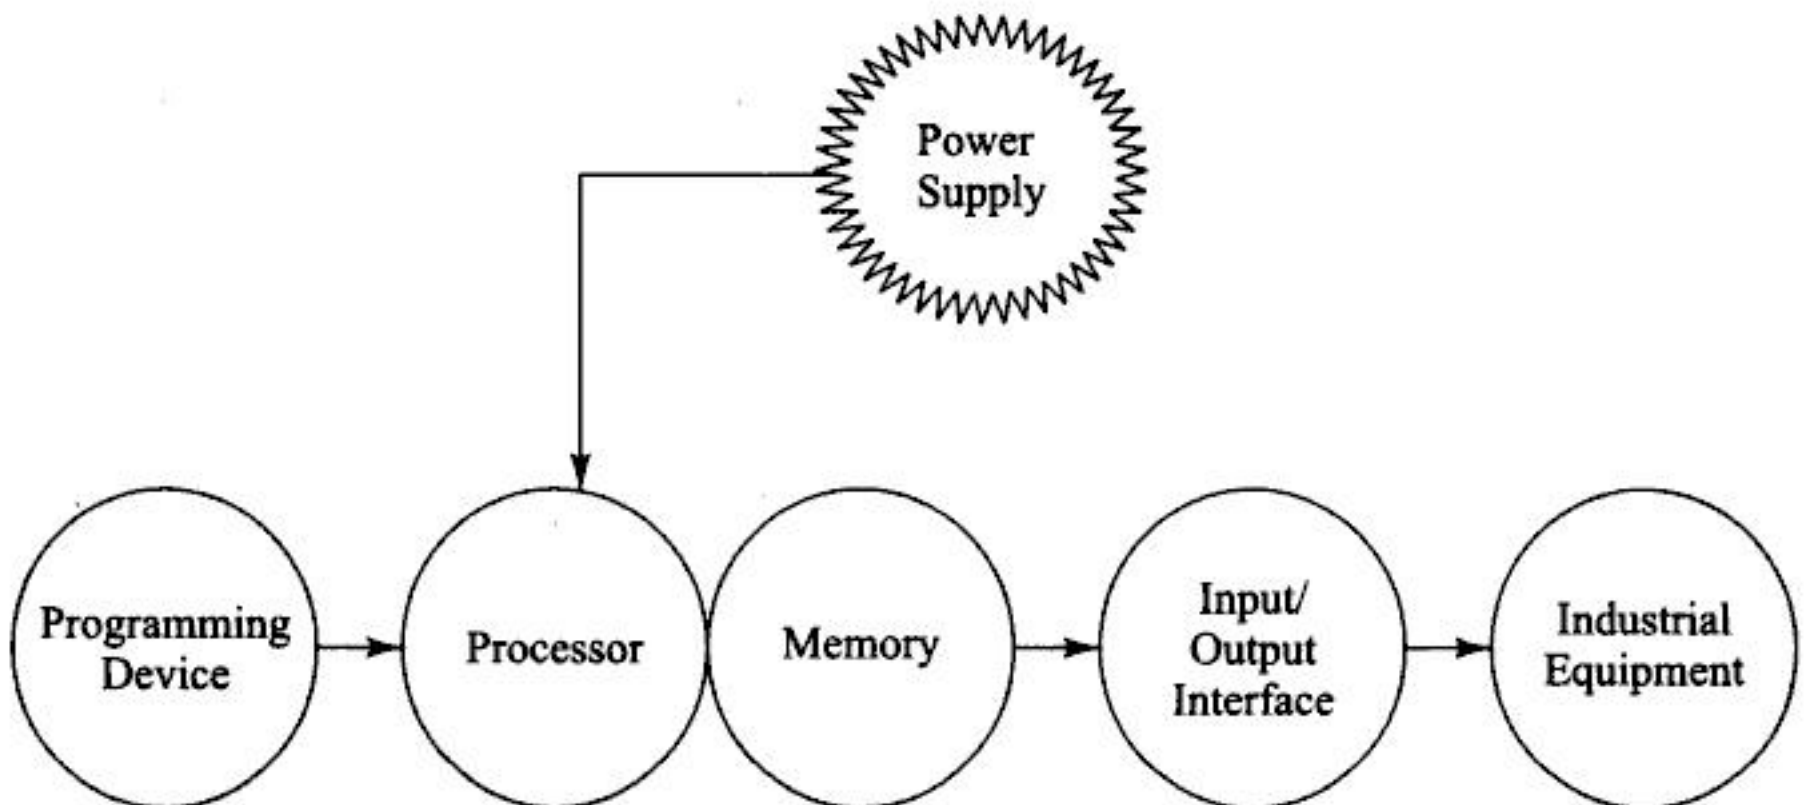 Power
Supply
Programming
Device
Processor
Memory
Input/
Output
Interface
Industrial
Equipment